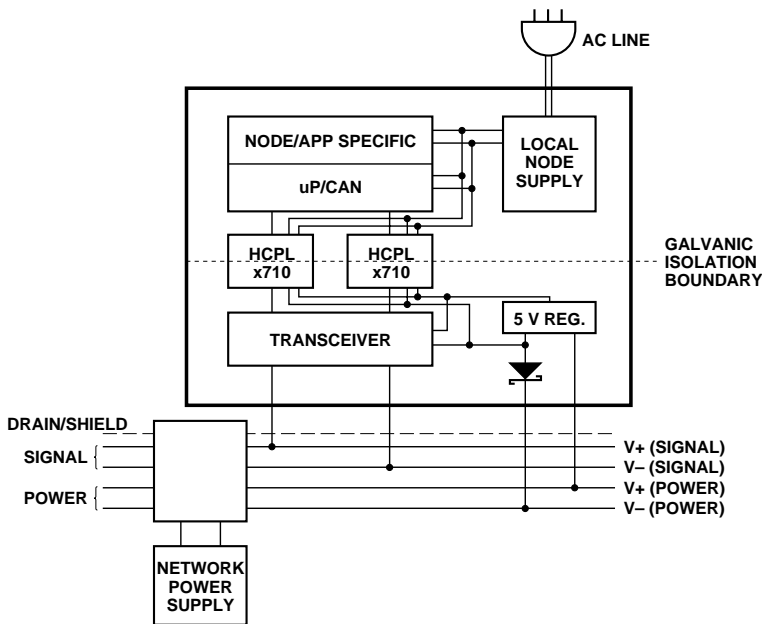 AC LINE
NODE/APP SPECIFIC
uP/CAN
LOCAL
NODE
SUPPLY
HCPL
x710
HCPL
x710
GALVANIC
ISOLATION
BOUNDARY
5 V REG.
TRANSCEIVER
DRAIN/SHIELD
SIGNAL
POWER
V+ (SIGNAL)
V– (SIGNAL)
V+ (POWER)
V– (POWER)
NETWORK
POWER
SUPPLY